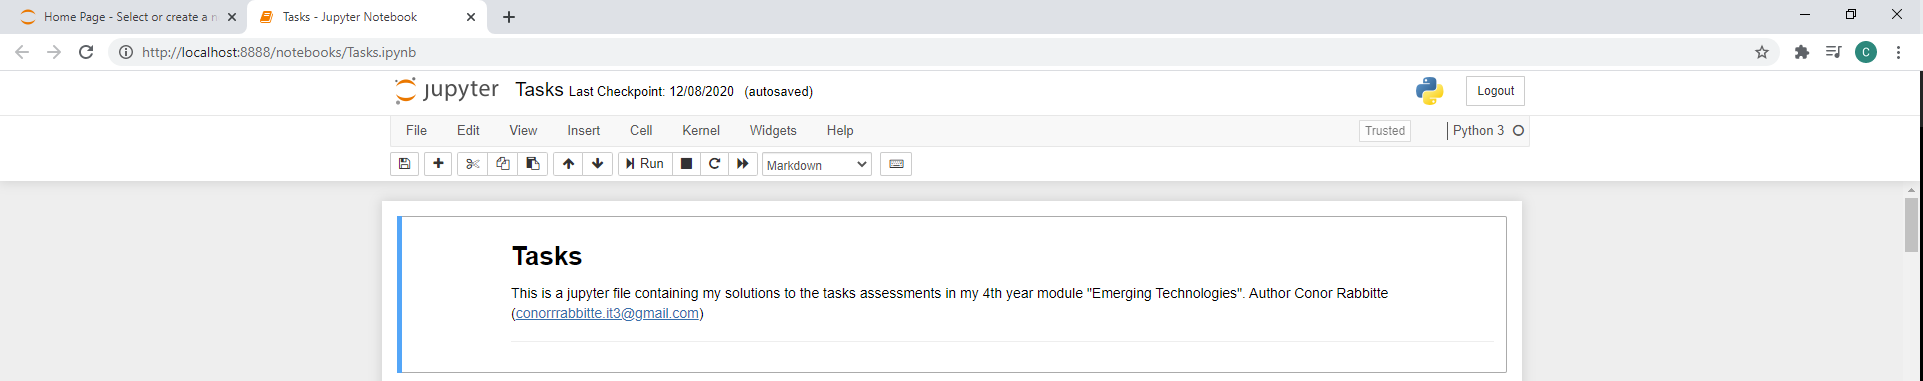 Home Page - Select or create a n
Tasks - Jupyter Notebook
http://localhost:8888/notebooks/Tasks.ipynb
C
jupyter Tasks Last Checkpoint: 12/08/2020 (autosaved)
Logout
File Edit View Insert Cell Kernel Widgets Help
Trusted
Python 3
Run
Markdown
Tasks
This is a jupyter file containing my solutions to the tasks assessments in my 4th year module "Emerging Technologies". Author Conor Rabbitte
(conorrrabbitte.it3@gmail.com)